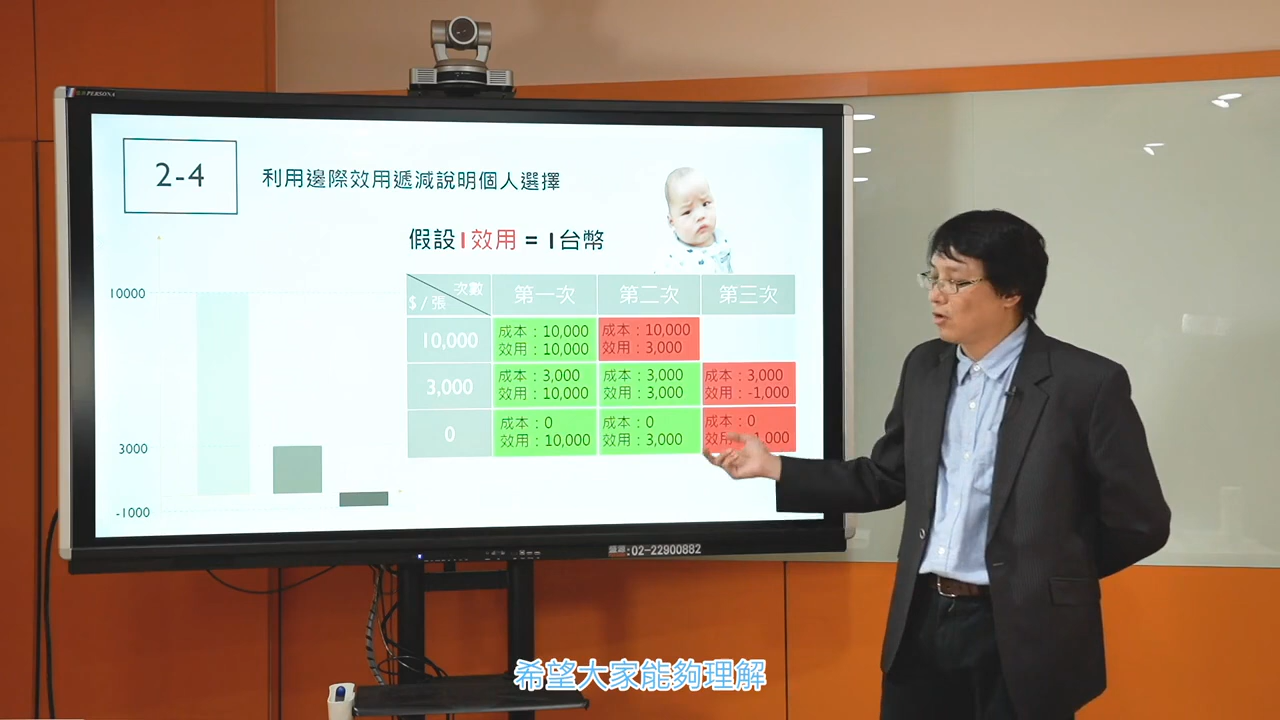 PERSONA
2-4
利用邊際效用遞減說明個人選擇
假設1效用 = 1台幣
次數
$ / 張
第一次
第二次
第三次
10,000
成本：10,000
效用：10,000
成本：10,000
效用：3,000
3,000
成本：3,000
效用：10,000
成本：3,000
效用：3,000
成本：3,000
效用：-1,000
0
成本：0
效用：10,000
成本：0
效用：3,000
成本：0
10000
3000
-1000
:02-22900882
希望大家能夠理解